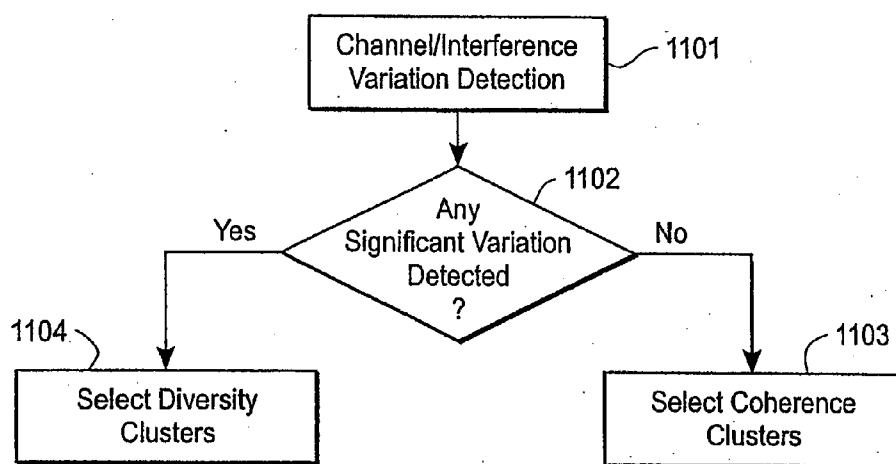 Channel/Interference
Variation Detection
1101
1102
Any
Significant Variation
Detected
?
Yes
No
1104
1103
Select Diversity
Clusters
Select Coherence
Clusters